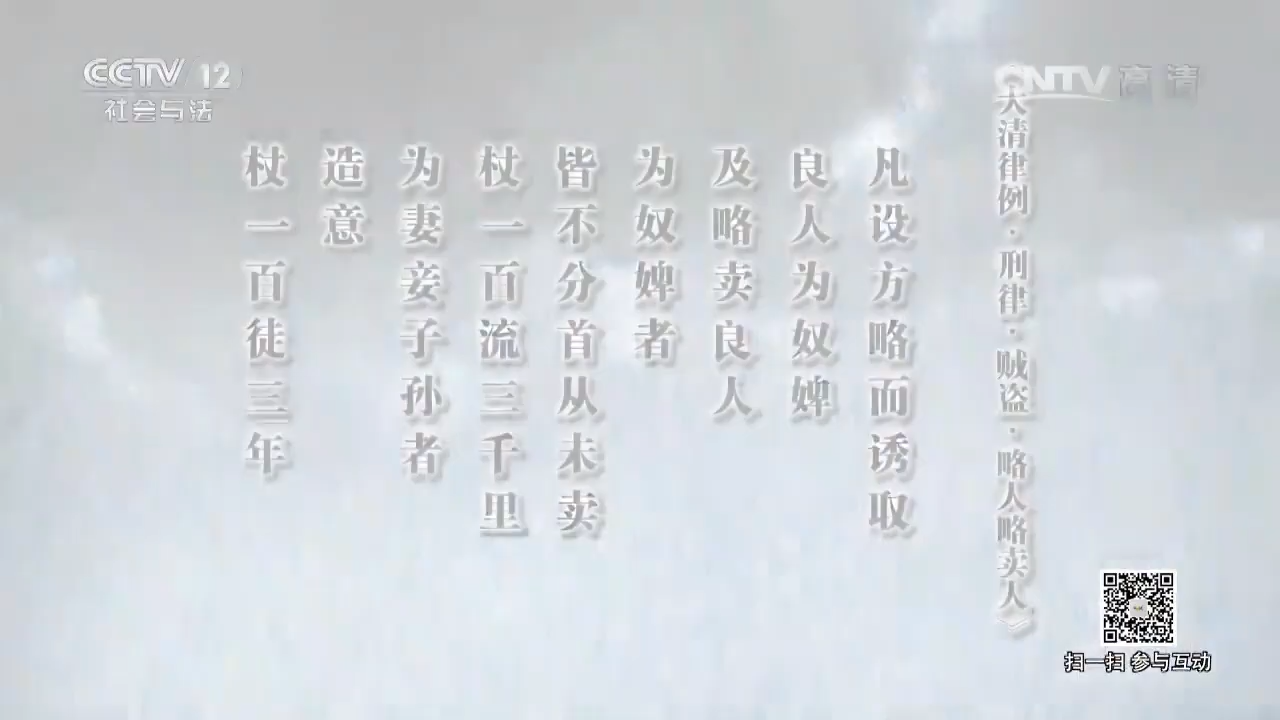 CCTV 12
社会与法
CNTV 高清
《大清律例·刑律·贼盗·略人略卖人》
凡设方略而诱取
良人为奴婢
及略卖良人
为奴婢者
皆不分首从未卖
杖一百流三千里
为妻妾子孙者
造意
杖一百徒三年
扫一扫 参与互动